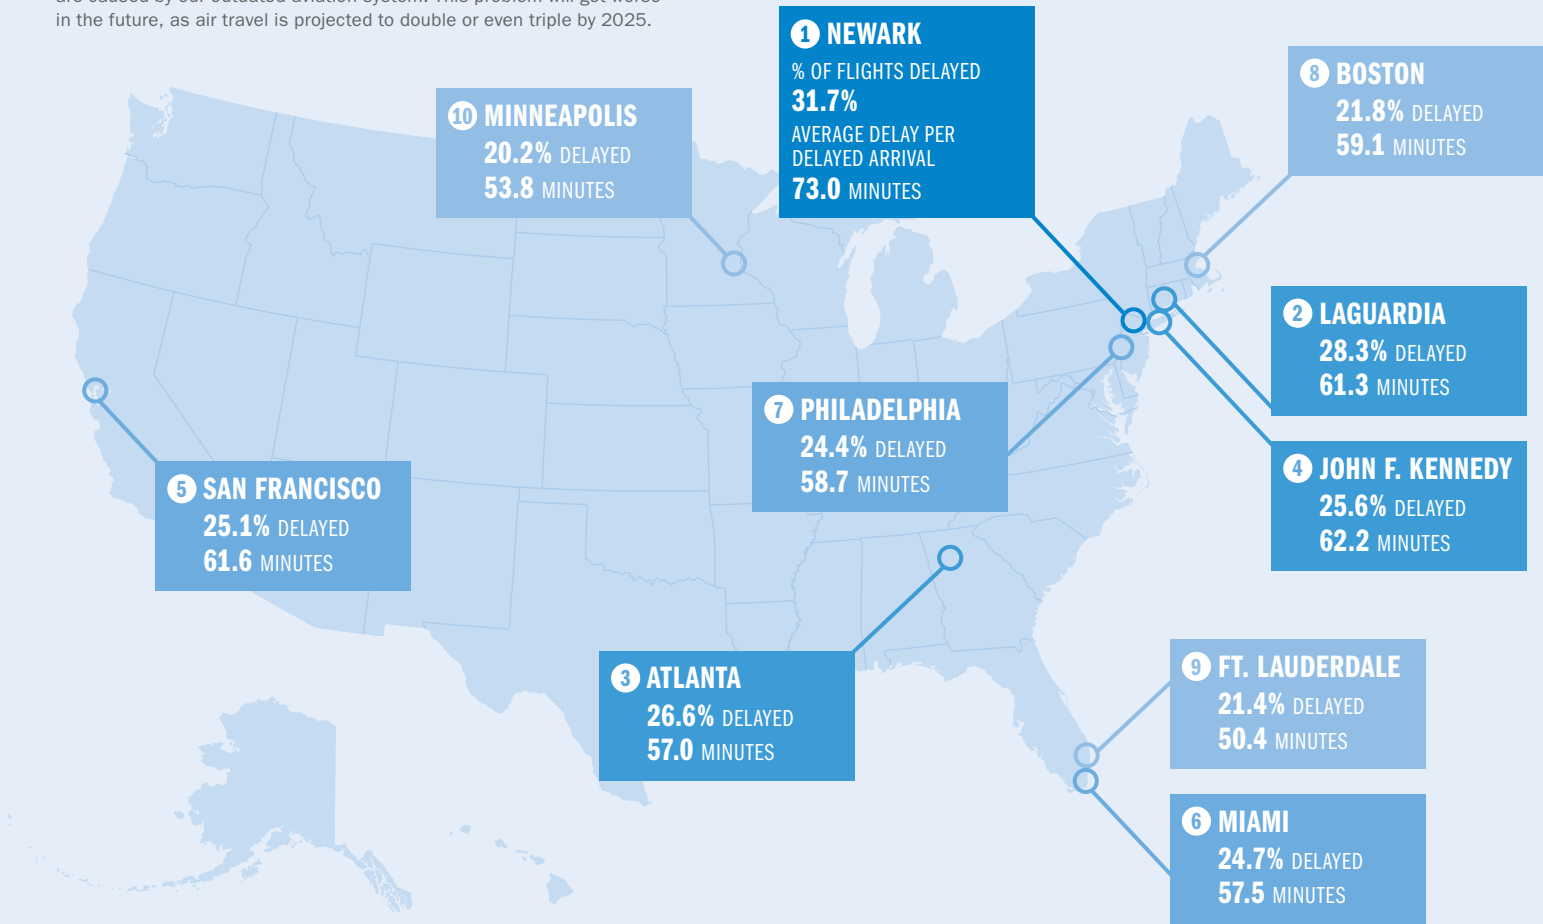 in the future, as air travel is projected to double or even triple by 2025.
1 NEWARK
% OF FLIGHTS DELAYED
31.7%
AVERAGE DELAY PER
DELAYED ARRIVAL
73.0 MINUTES
8 BOSTON
21.8% DELAYED
59.1 MINUTES
10 MINNEAPOLIS
20.2% DELAYED
53.8 MINUTES
2 LAGUARDIA
28.3% DELAYED
61.3 MINUTES
7 PHILADELPHIA
24.4% DELAYED
58.7 MINUTES
4 JOHN F. KENNEDY
25.6% DELAYED
62.2 MINUTES
5 SAN FRANCISCO
25.1% DELAYED
61.6 MINUTES
3 ATLANTA
26.6% DELAYED
57.0 MINUTES
9 FT. LAUDERDALE
21.4% DELAYED
50.4 MINUTES
6 MIAMI
24.7% DELAYED
57.5 MINUTES